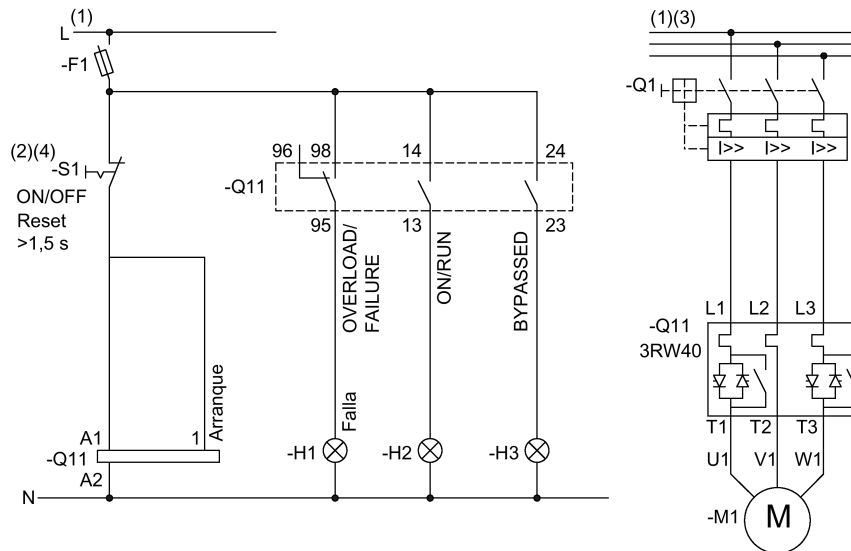 (1)
L
-F1
(2)(4)
-S1
ON/OFF
Reset
>1,5 s
96 98 14 24
-Q11
95 13 23
OVERLOAD/
FAILURE
ON/RUN
BYPASSED
Arranque
Falla
A1 1
-Q11
A2
-H1 -H2 -H3
N
(1)(3)
-Q1
I>> I>> I>>
L1 L2 L3
-Q11
3RW40
T1 T2 T3
U1 V1 W1
-M1 M